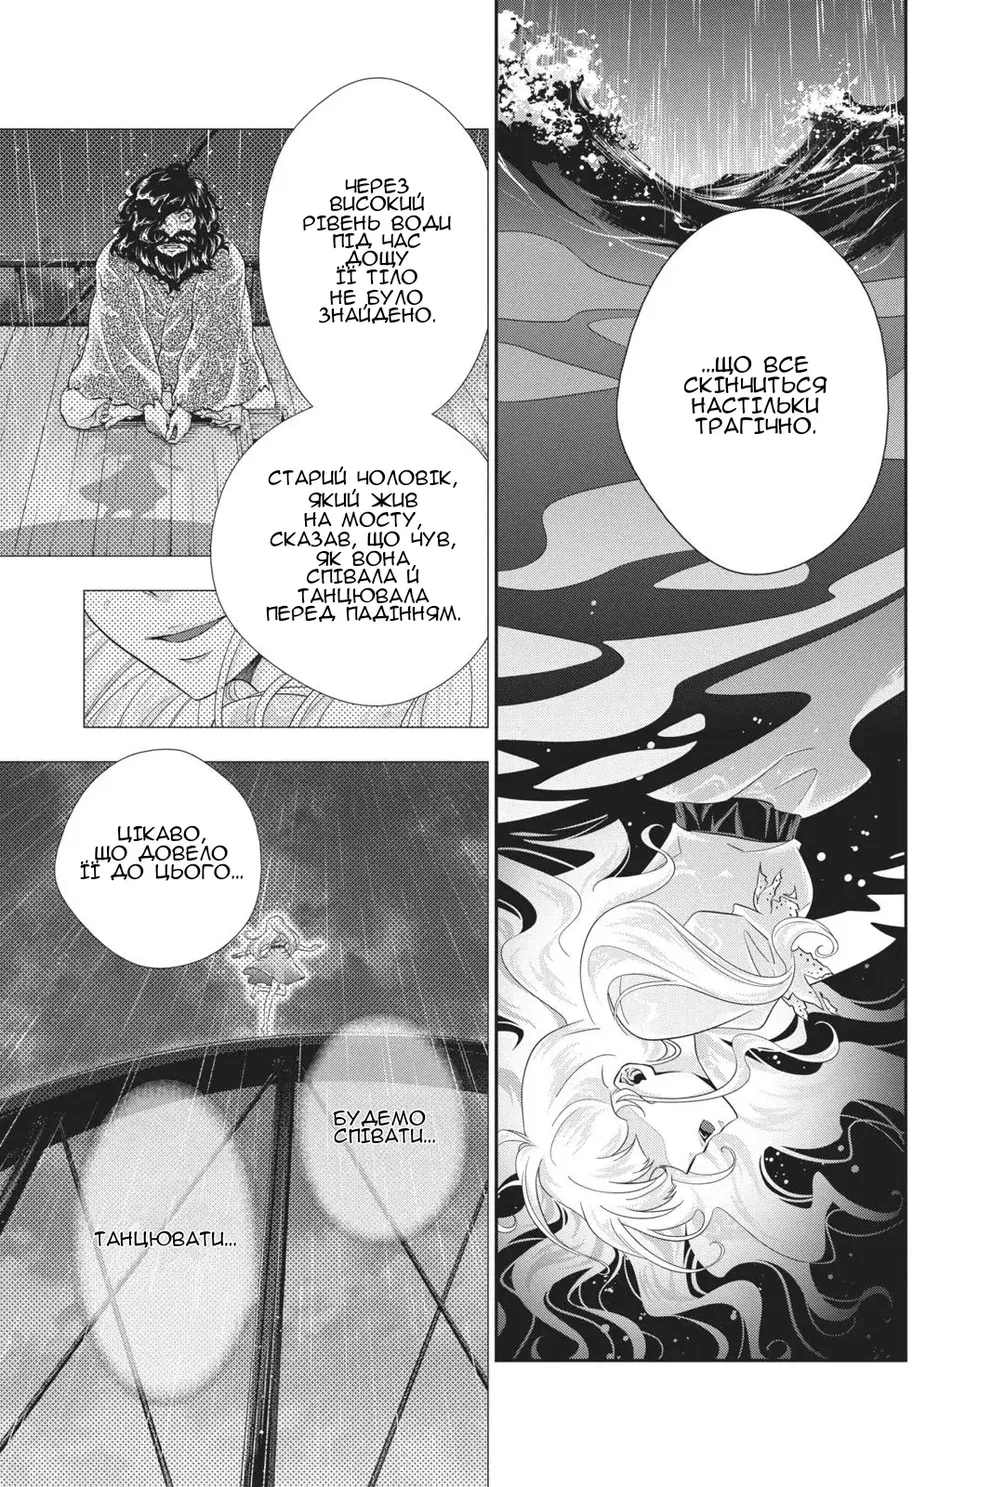 ...ЩО ВСЕ
СКІНЧИТЬСЯ
НАСТІЛЬКИ
ТРАГІЧНО.
ЧЕРЕЗ
ВИСОКИЙ
РІВЕНЬ ВОДИ
ПІД ЧАС
ДОЩУ
ЇЇ ТІЛО
НЕ БУЛО
ЗНАЙДЕНО.
СТАРИЙ ЧОЛОВІК,
ЯКИЙ ЖИВ
НА МОСТУ,
СКАЗАВ, ЩО ЧУВ,
ЯК ВОНА
СПІВАЛА Й
ТАНЦЮВАЛА
ПЕРЕД ПАДІННЯМ.
ЦІКАВО,
ЩО ДОВЕЛО
ЇЇ ДО ЦЬОГО...
БУДЕМО
СПІВАТИ...
ТАНЦЮВАТИ...